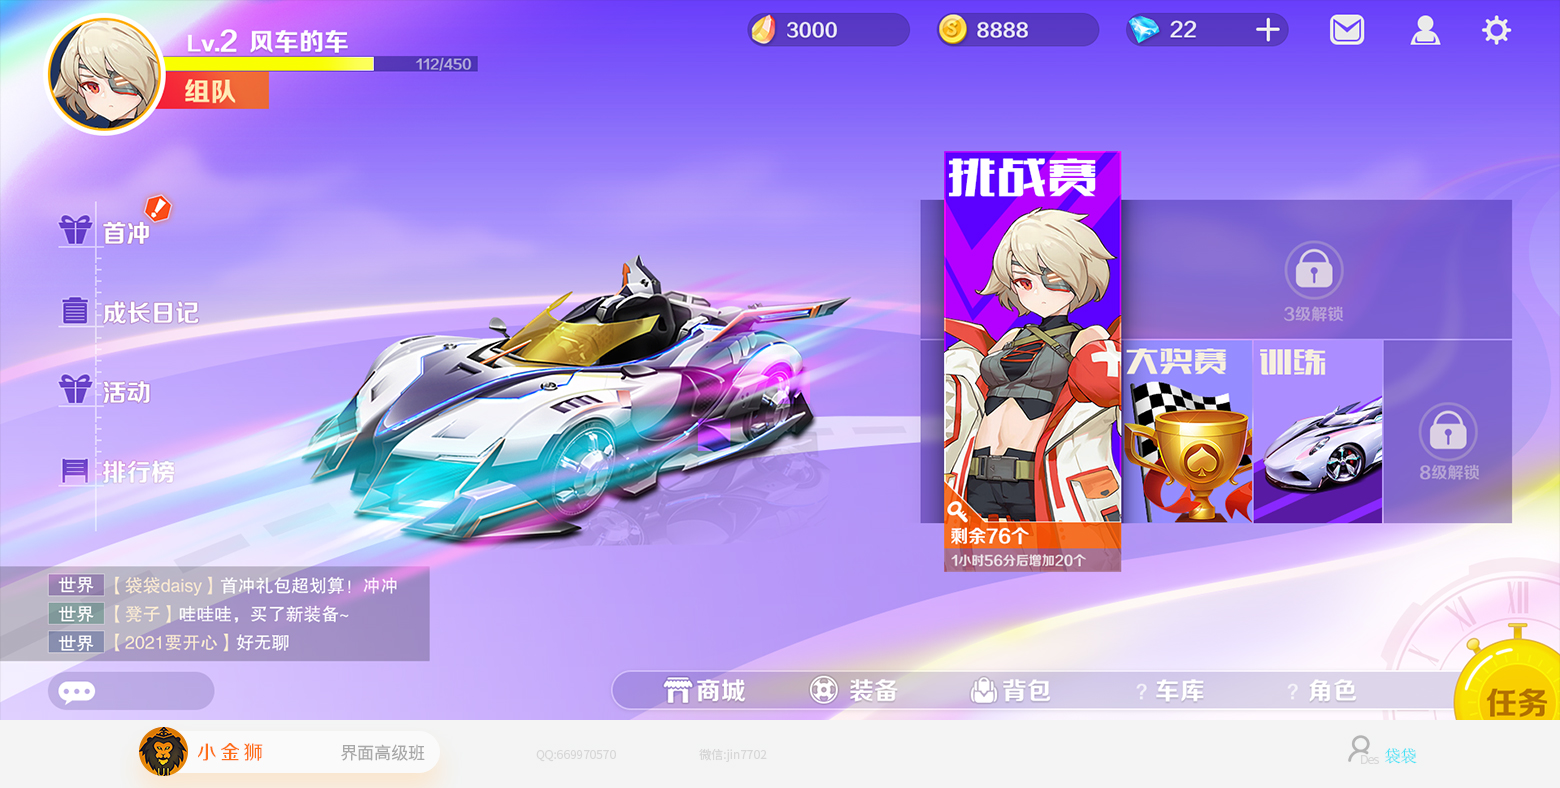 Lv.2 风车的车
112/450
组队
3000
8888
22
首冲
成长日记
活动
排行榜
挑战赛
3级解锁
大奖赛
训练
8级解锁
剩余76个
1小时56分后增加20个
世界【袋袋daisy】首冲礼包超划算！冲冲
世界【凳子】哇哇哇，买了新装备~
世界【2021要开心】好无聊
商城
装备
背包
? 车库
? 角色
任务
小金狮
界面高级班
QQ:669970570
微信:jin7702
Des 袋袋